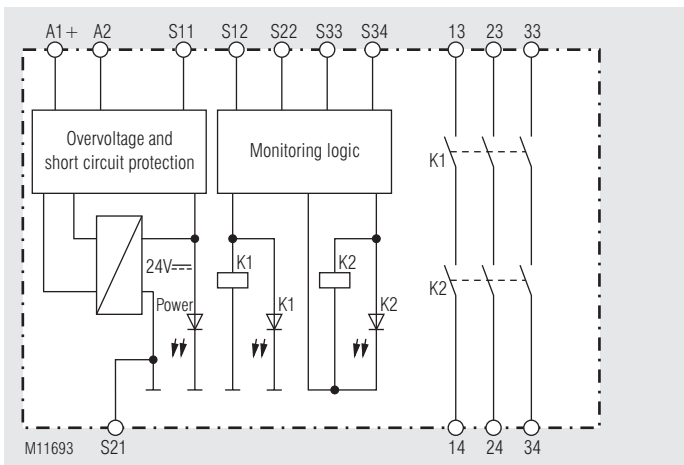 A1+ A2 S11 S12 S22 S33 S34 13 23 33
Overvoltage and
short circuit protection
Monitoring logic
K1
24V⎓
K1
K2
K2
Power
K1
K2
M11693 S21 14 24 34